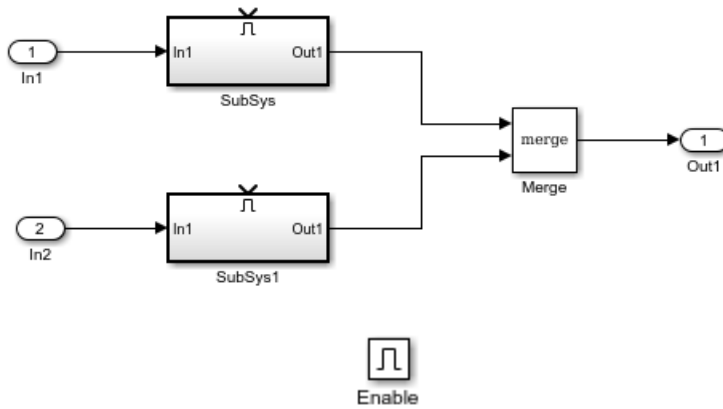 1
In1
In1
Out1
SubSys
merge
Merge
1
Out1
2
In2
In1
Out1
SubSys1
Enable